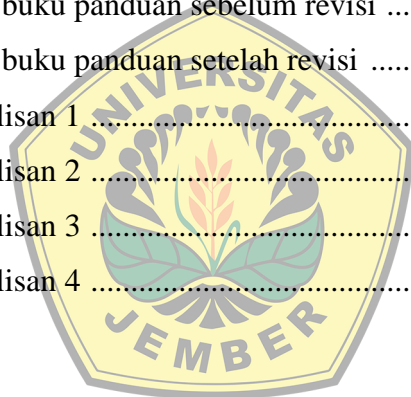 buku panduan sebelum revisi ...
buku panduan setelah revisi .....
lisan 1 ........................................
lisan 2 ........................................
lisan 3 ........................................
lisan 4 ........................................
UNIVERSITAS
JEMBER